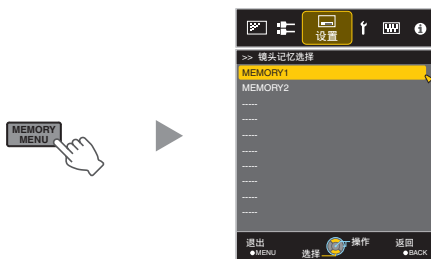 MEMORY
MENU
设置
>> 镜头记忆选择
MEMORY1
MEMORY2
-----
-----
-----
-----
-----
-----
-----
-----
退出
●MENU
选择
操作
返回
●BACK